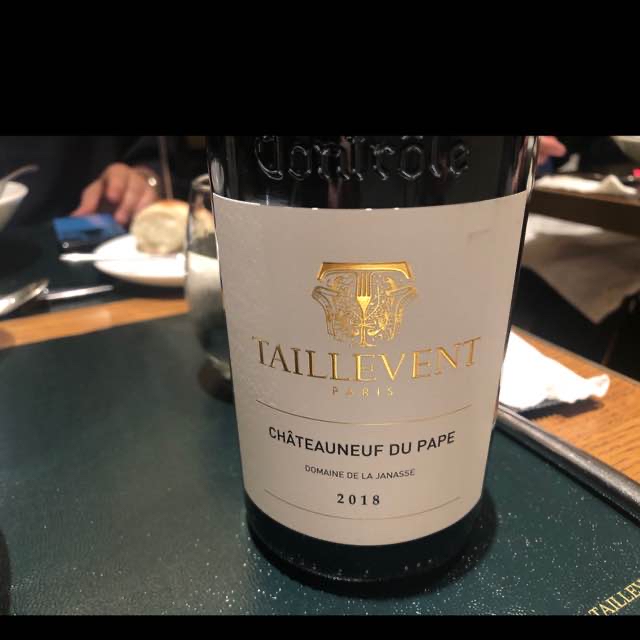 Contrôle
TAILLEVENT
PARIS
CHÂTEAUNEUF DU PAPE
DOMAINE DE LA JANASSE
2018
TAILLEV